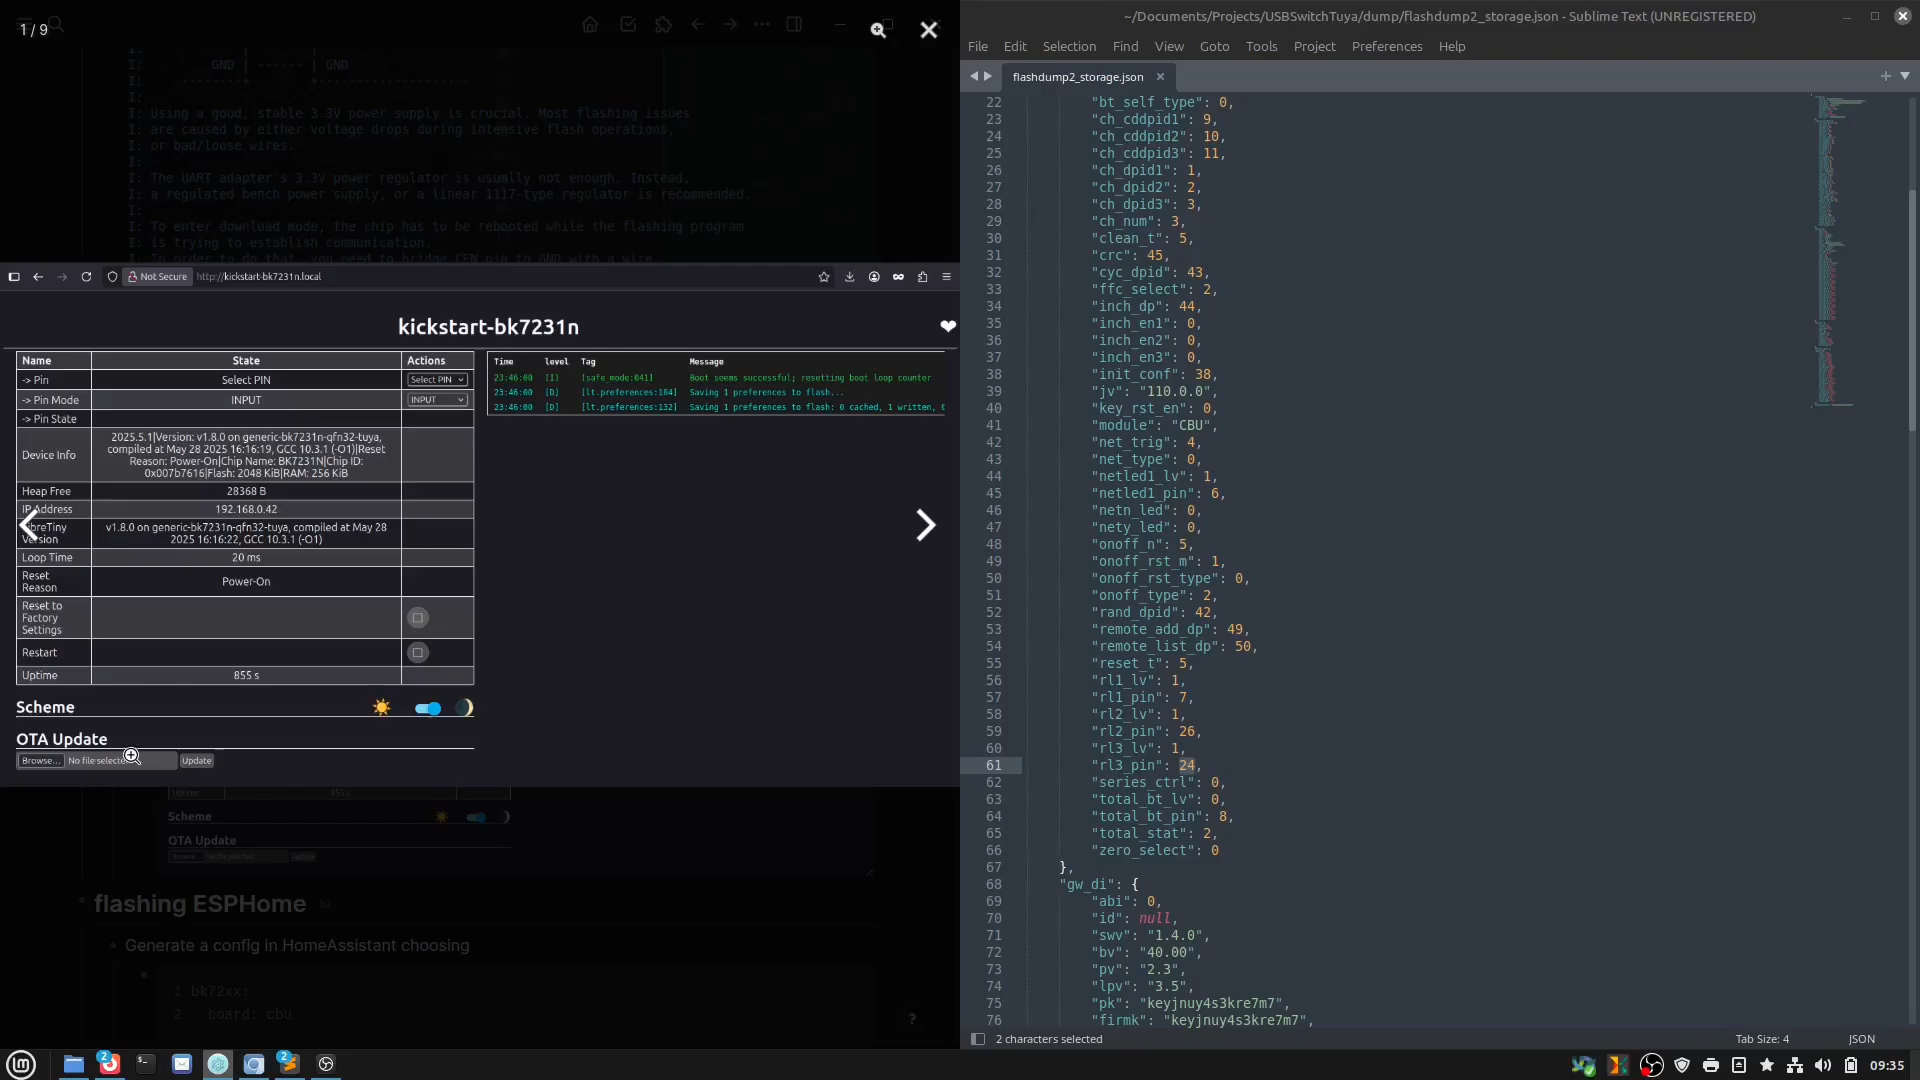 1 / 9
GND | ------ | GND
I: Using a good, stable 3.3V power supply is crucial. Most flashing issues
I: are caused by either voltage drops during intensive flash operations,
I: or bad/loose wires.
I:
I: The UART adapter's 3.3V power regulator is usually not enough. Instead,
I: a regulated bench power supply, or a linear 1117-type regulator is recommended.
I:
I: To enter download mode, the chip has to be rebooted while the flashing program
I: is trying to establish communication.
I: In order to do that, you need to bridge CEN pin to GND with a wire.
Not Secure http://kickstart-bk7231n.local
kickstart-bk7231n
Name State Actions
-> Pin Select PIN Select PIN
-> Pin Mode INPUT INPUT
-> Pin State
Device Info 2025.5.1|Version: v1.8.0 on generic-bk7231n-qfn32-tuya,
compiled at May 28 2025 16:16:19, GCC 10.3.1 (-O1)|Reset
Reason: Power-On|Chip Name: BK7231N|Chip ID:
0x007b7616|Flash: 2048 KiB|RAM: 256 KiB
Heap Free 28368 B
IP Address 192.168.0.42
Version v1.8.0 on generic-bk7231n-qfn32-tuya, compiled at May 28
2025 16:16:22, GCC 10.3.1 (-O1)
Loop Time 20 ms
Reset
Reason Power-On
Reset to
Factory
Settings
Restart
Uptime 855 s
Scheme
OTA Update
Browse... No file selecte Update
Time level Tag Message
23:46:00 [I] [safe_mode:041] Boot seems successful; resetting boot loop counter
23:46:00 [D] [lt.preferences:104] Saving 1 preferences to flash...
23:46:00 [D] [lt.preferences:132] Saving 1 preferences to flash: 0 cached, 1 written,
Uptime 855 s
Scheme
OTA Update
flashing ESPHome
Generate a config in HomeAssistant choosing
1 bk72xx:
2 board: cbu
?
~/Documents/Projects/USBSwitchTuya/dump/flashdump2_storage.json - Sublime Text (UNREGISTERED)
File Edit Selection Find View Goto Tools Project Preferences Help
flashdump2_storage.json
22 "bt_self_type": 0,
23 "ch_cddpid1": 9,
24 "ch_cddpid2": 10,
25 "ch_cddpid3": 11,
26 "ch_dpid1": 1,
27 "ch_dpid2": 2,
28 "ch_dpid3": 3,
29 "ch_num": 3,
30 "clean_t": 5,
31 "crc": 45,
32 "cyc_dpid": 43,
33 "ffc_select": 2,
34 "inch_dp": 44,
35 "inch_en1": 0,
36 "inch_en2": 0,
37 "inch_en3": 0,
38 "init_conf": 38,
39 "jv": "110.0.0",
40 "key_rst_en": 0,
41 "module": "CBU",
42 "net_trig": 4,
43 "net_type": 0,
44 "netled1_lv": 1,
45 "netled1_pin": 6,
46 "netn_led": 0,
47 "nety_led": 0,
48 "onoff_n": 5,
49 "onoff_rst_m": 1,
50 "onoff_rst_type": 0,
51 "onoff_type": 2,
52 "rand_dpid": 42,
53 "remote_add_dp": 49,
54 "remote_list_dp": 50,
55 "reset_t": 5,
56 "rl1_lv": 1,
57 "rl1_pin": 7,
58 "rl2_lv": 1,
59 "rl2_pin": 26,
60 "rl3_lv": 1,
61 "rl3_pin": 24,
62 "series_ctrl": 0,
63 "total_bt_lv": 0,
64 "total_bt_pin": 8,
65 "total_stat": 2,
66 "zero_select": 0
67 },
68 "gw_di": {
69 "abi": 0,
70 "id": null,
71 "swv": "1.4.0",
72 "bv": "40.00",
73 "pv": "2.3",
74 "lpv": "3.5",
75 "pk": "keyjnuy4s3kre7m7",
76 "firmk": "keyjnuy4s3kre7m7",
2 characters selected Tab Size: 4 JSON
2 2 09:35